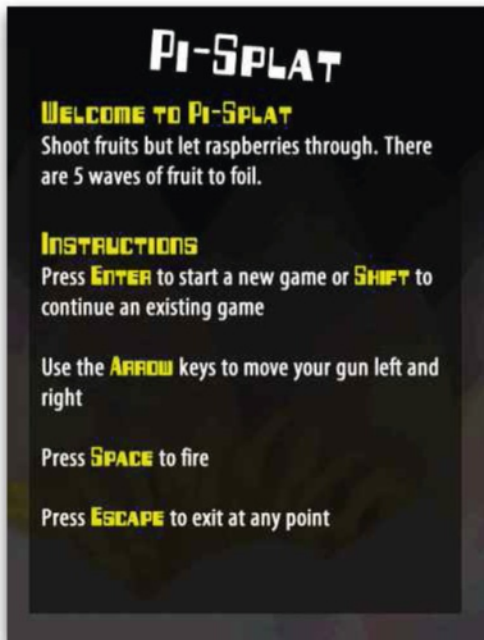 Pi-Splat
Welcome to Pi-Splat
Shoot fruits but let raspberries through. There
are 5 waves of fruit to foil.
Instructions
Press Enter to start a new game or Shift to
continue an existing game
Use the Arrow keys to move your gun left and
right
Press Space to fire
Press Escape to exit at any point